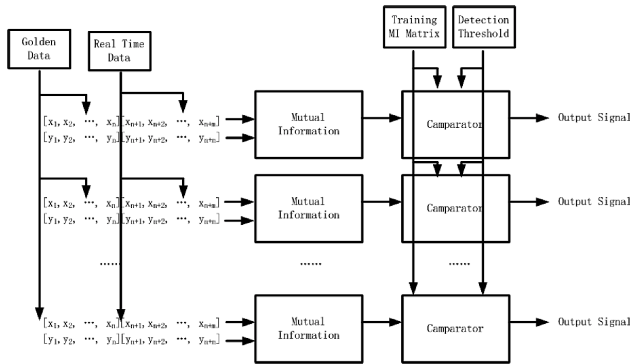 Golden
Data
Real Time
Data
Training
MI Matrix
Detection
Threshold
[x₁, x₂, ⋯, xₙ][xₙ₊₁, xₙ₊₂, ⋯, xₙ₊ₘ]
[y₁, y₂, ⋯, yₙ][yₙ₊₁, yₙ₊₂, ⋯, yₙ₊ₘ]
Mutual
Information
Camparator
Output Signal
[x₁, x₂, ⋯, xₙ][xₙ₊₁, xₙ₊₂, ⋯, xₙ₊ₘ]
[y₁, y₂, ⋯, yₙ][yₙ₊₁, yₙ₊₂, ⋯, yₙ₊ₘ]
Mutual
Information
Camparator
Output Signal
⋯⋯ ⋯⋯ ⋯⋯
[x₁, x₂, ⋯, xₙ][xₙ₊₁, xₙ₊₂, ⋯, xₙ₊ₘ]
[y₁, y₂, ⋯, yₙ][yₙ₊₁, yₙ₊₂, ⋯, yₙ₊ₘ]
Mutual
Information
Camparator
Output Signal